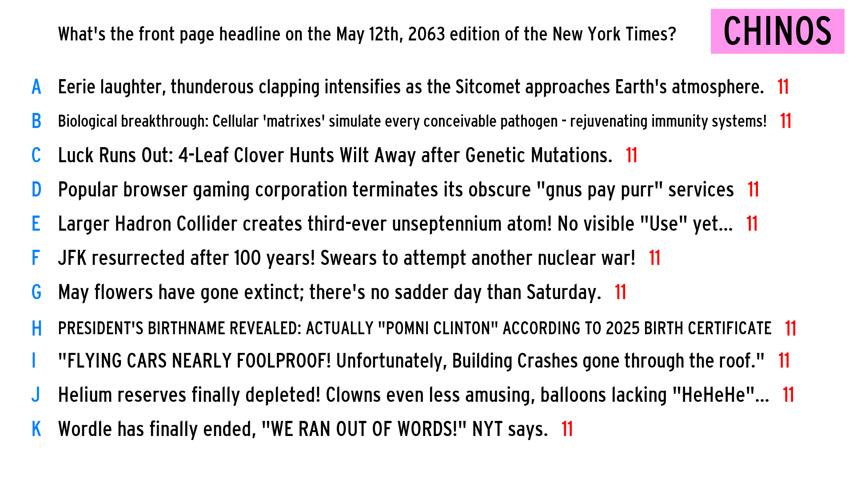 What's the front page headline on the May 12th, 2063 edition of the New York Times?
CHINOS
A Eerie laughter, thunderous clapping intensifies as the Sitcomet approaches Earth's atmosphere. 11
B Biological breakthrough: Cellular 'matrixes' simulate every conceivable pathogen - rejuvenating immunity systems! 11
C Luck Runs Out: 4-Leaf Clover Hunts Wilt Away after Genetic Mutations. 11
D Popular browser gaming corporation terminates its obscure "gnus pay purr" services 11
E Larger Hadron Collider creates third-ever unseptennium atom! No visible "Use" yet... 11
F JFK resurrected after 100 years! Swears to attempt another nuclear war! 11
G May flowers have gone extinct; there's no sadder day than Saturday. 11
H PRESIDENT'S BIRTHNAME REVEALED: ACTUALLY "POMNI CLINTON" ACCORDING TO 2025 BIRTH CERTIFICATE 11
I "FLYING CARS NEARLY FOOLPROOF! Unfortunately, Building Crashes gone through the roof." 11
J Helium reserves finally depleted! Clowns even less amusing, balloons lacking "HeHeHe"... 11
K Wordle has finally ended, "WE RAN OUT OF WORDS!" NYT says. 11